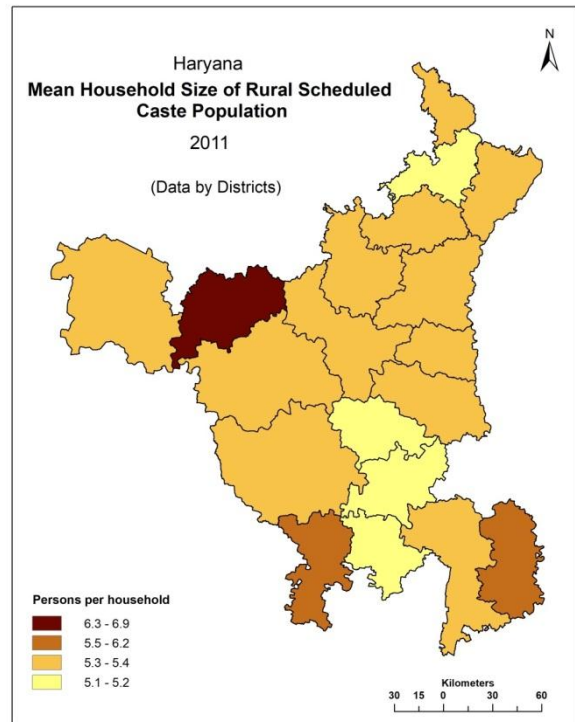 N
Haryana
Mean Household Size of Rural Scheduled
Caste Population
2011
(Data by Districts)
Persons per household
6.3 - 6.9
5.5 - 6.2
5.3 - 5.4
5.1 - 5.2
Kilometers
30 15 0 30 60